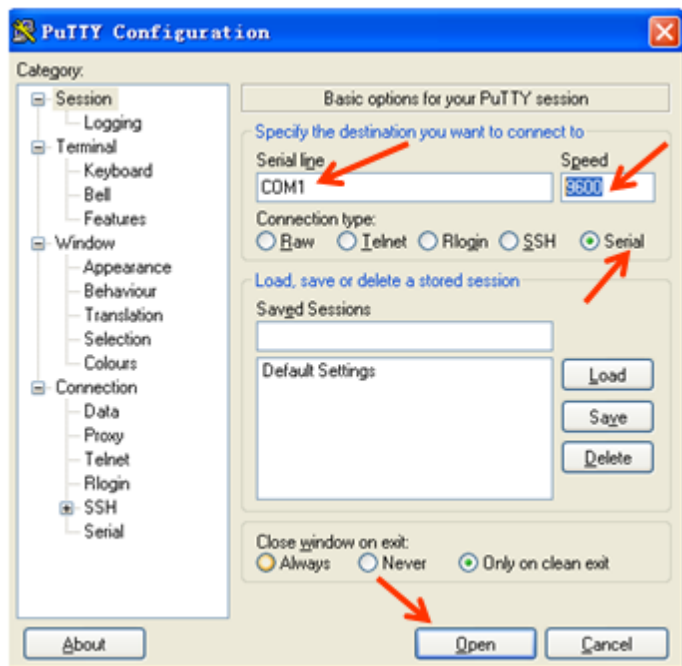 PuTTY Configuration
Category:
Session
Logging
Terminal
Keyboard
Bell
Features
Window
Appearance
Behaviour
Translation
Selection
Colours
Connection
Data
Proxy
Telnet
Rlogin
SSH
Serial
Basic options for your PuTTY session
Specify the destination you want to connect to
Serial line Speed
COM1 9600
Connection type:
Raw Telnet Rlogin SSH Serial
Load, save or delete a stored session
Saved Sessions
Default Settings
Load
Save
Delete
Close window on exit:
Always Never Only on clean exit
About Open Cancel